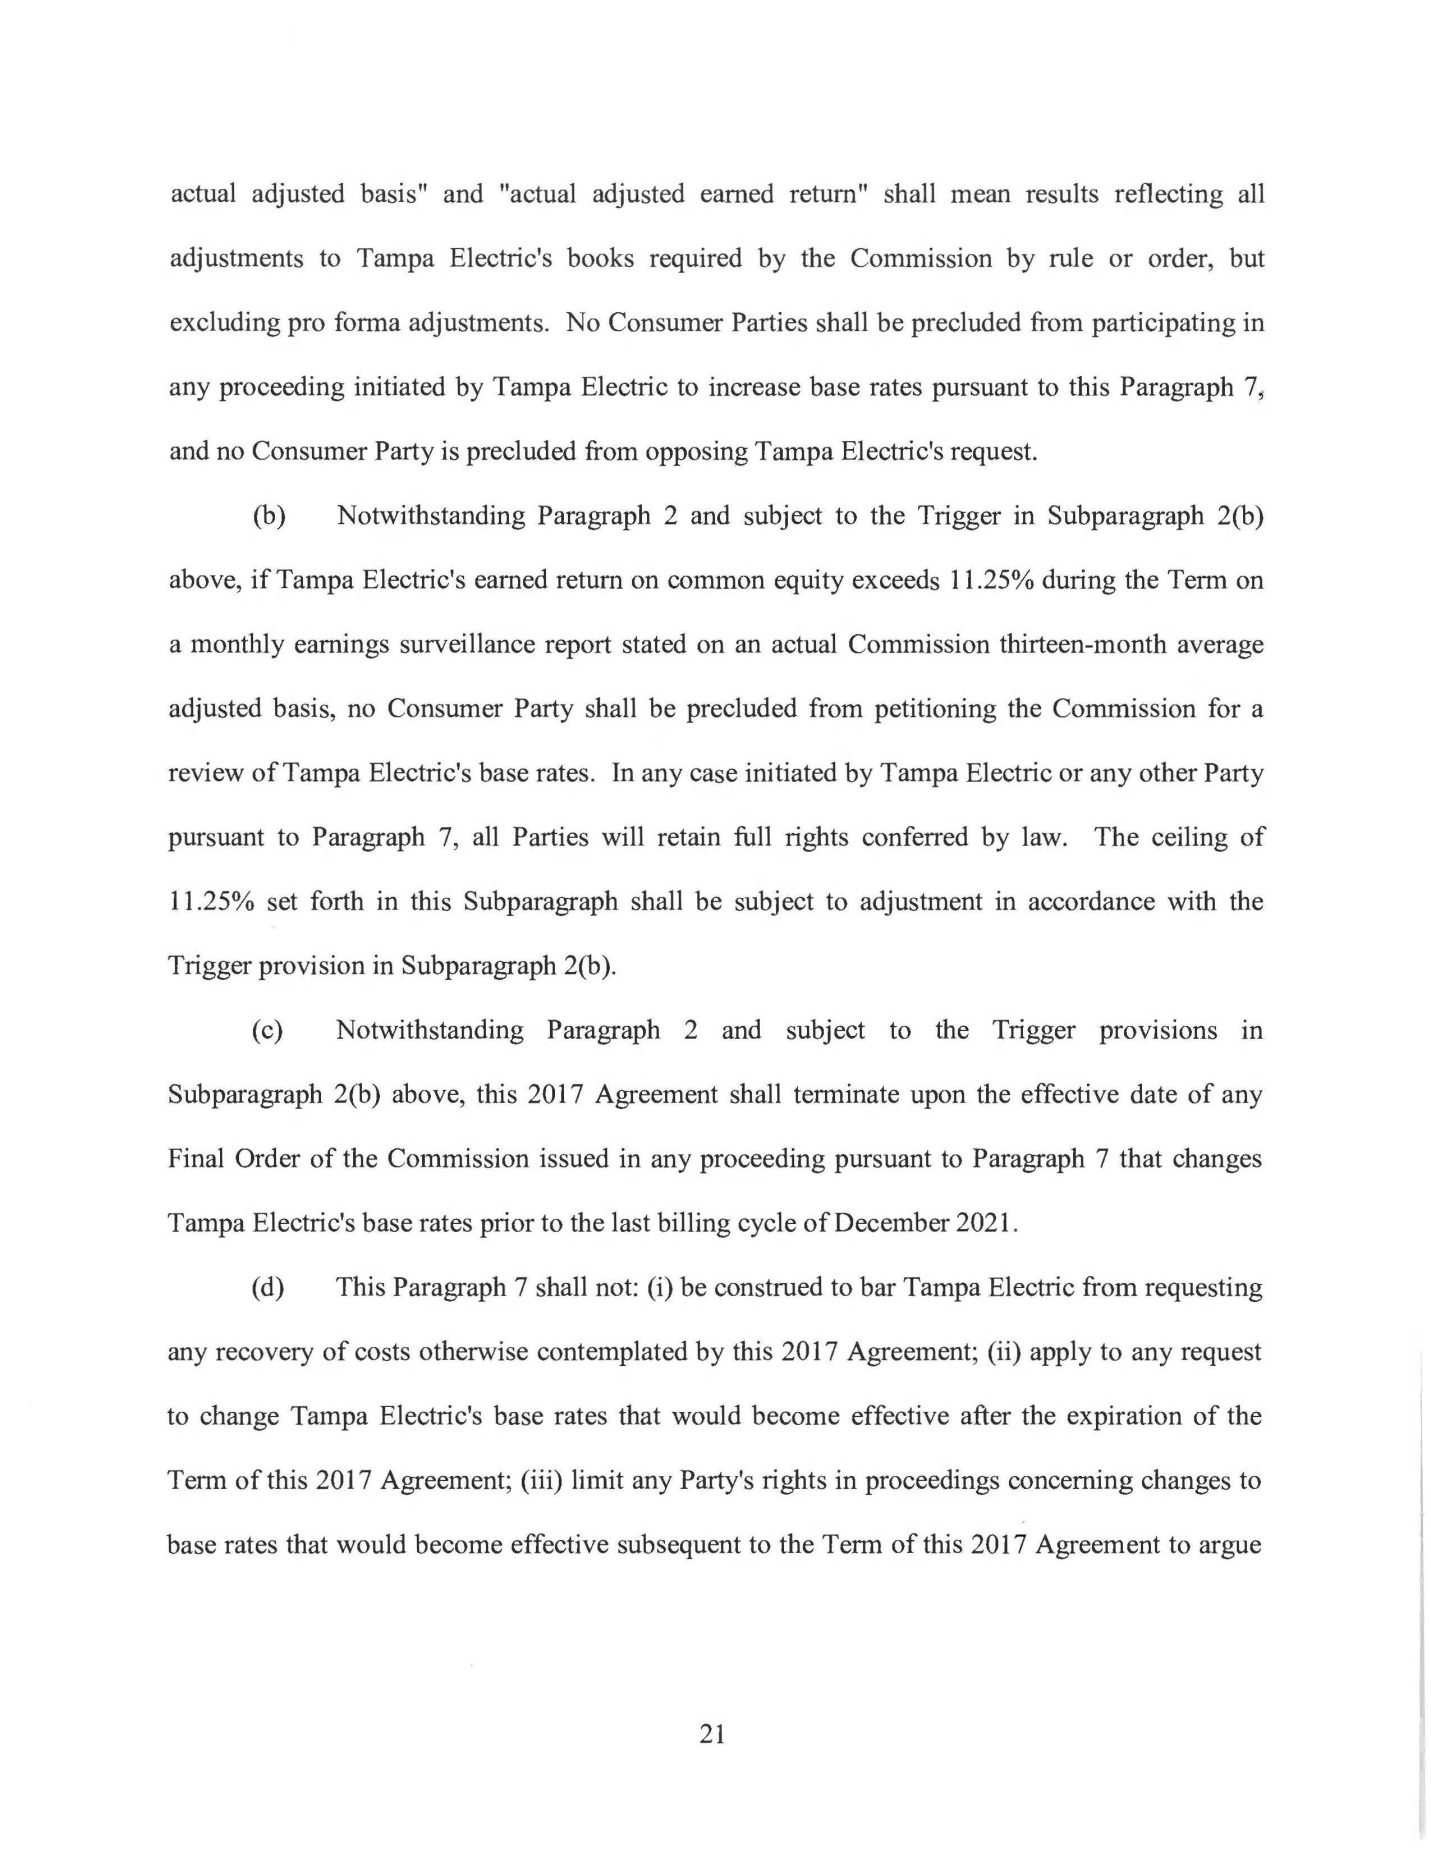 actual adjusted basis" and "actual adjusted earned return" shall mean results reflecting all
adjustments to Tampa Electric's books required by the Commission by rule or order, but
excluding pro forma adjustments. No Consumer Parties shall be precluded from participating in
any proceeding initiated by Tampa Electric to increase base rates pursuant to this Paragraph 7,
and no Consumer Party is precluded from opposing Tampa Electric's request.
(b) Notwithstanding Paragraph 2 and subject to the Trigger in Subparagraph 2(b)
above, if Tampa Electric's earned return on common equity exceeds 11.25% during the Term on
a monthly earnings surveillance report stated on an actual Commission thirteen-month average
adjusted basis, no Consumer Party shall be precluded from petitioning the Commission for a
review of Tampa Electric's base rates. In any case initiated by Tampa Electric or any other Party
pursuant to Paragraph 7, all Parties will retain full rights conferred by law. The ceiling of
11.25% set forth in this Subparagraph shall be subject to adjustment in accordance with the
Trigger provision in Subparagraph 2(b).
(c) Notwithstanding Paragraph 2 and subject to the Trigger provisions in
Subparagraph 2(b) above, this 2017 Agreement shall terminate upon the effective date of any
Final Order of the Commission issued in any proceeding pursuant to Paragraph 7 that changes
Tampa Electric's base rates prior to the last billing cycle of December 2021.
(d) This Paragraph 7 shall not: (i) be construed to bar Tampa Electric from requesting
any recovery of costs otherwise contemplated by this 2017 Agreement; (ii) apply to any request
to change Tampa Electric's base rates that would become effective after the expiration of the
Term of this 2017 Agreement; (iii) limit any Party's rights in proceedings concerning changes to
base rates that would become effective subsequent to the Term of this 2017 Agreement to argue
21